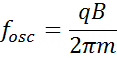 f_osc = qB / 2πm